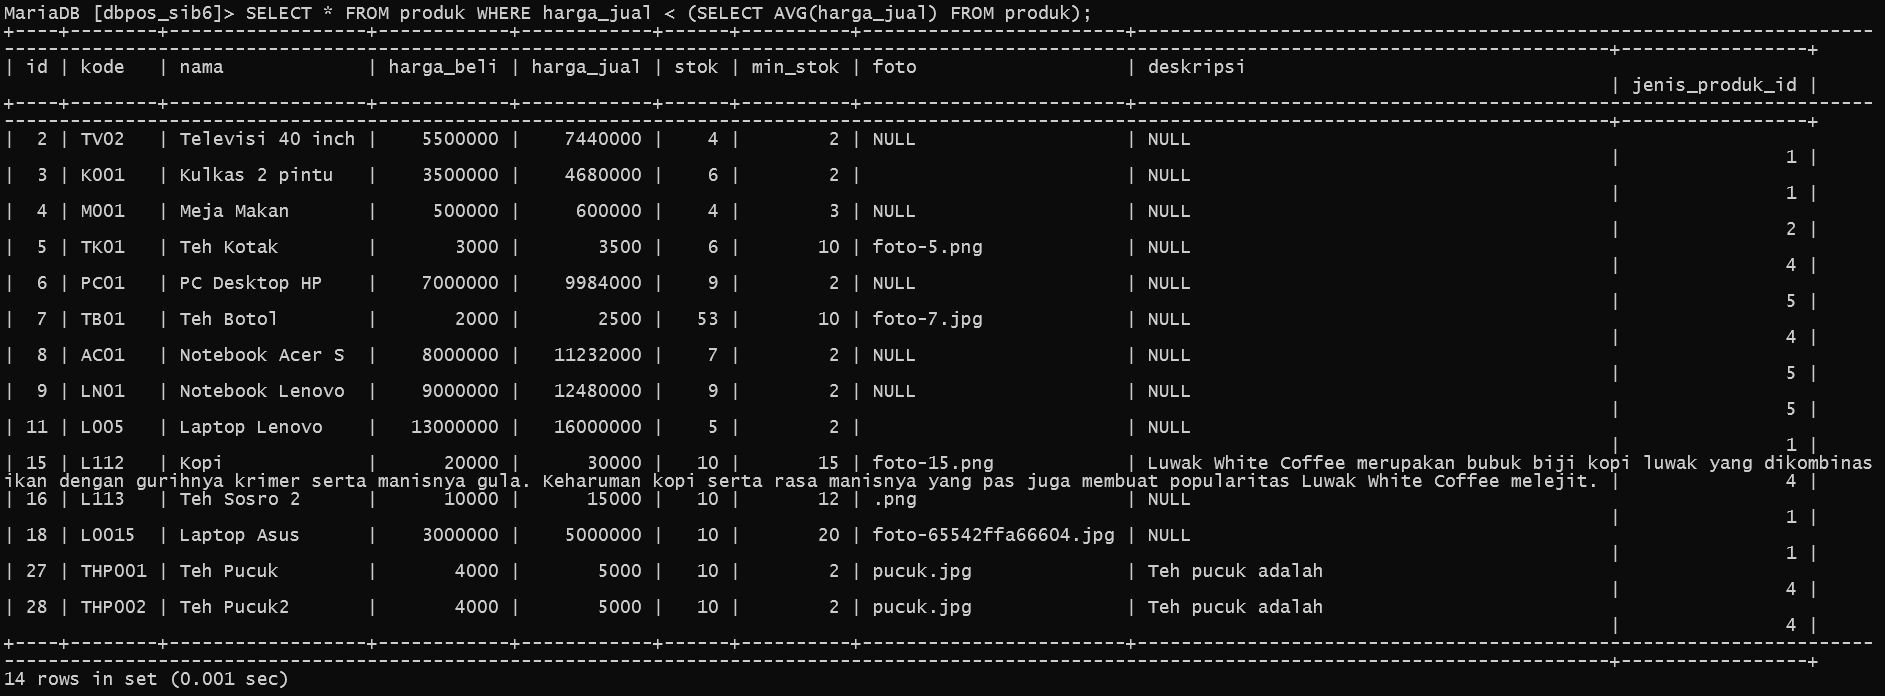 MariaDB [dbpos_sib6]> SELECT * FROM produk WHERE harga_jual < (SELECT AVG(harga_jual) FROM produk);
| id | kode | nama | harga_beli | harga_jual | stok | min_stok | foto | deskripsi
| jenis_produk_id |
| 2 | TV02 | Televisi 40 inch | 5500000 | 7440000 | 4 | 2 | NULL | NULL
| 1 |
| 3 | K001 | Kulkas 2 pintu | 3500000 | 4680000 | 6 | 2 | | NULL
| 1 |
| 4 | M001 | Meja Makan | 500000 | 600000 | 4 | 3 | NULL | NULL
| 2 |
| 5 | TK01 | Teh Kotak | 3000 | 3500 | 6 | 10 | foto-5.png | NULL
| 4 |
| 6 | PC01 | PC Desktop HP | 7000000 | 9984000 | 9 | 2 | NULL | NULL
| 5 |
| 7 | TB01 | Teh Botol | 2000 | 2500 | 53 | 10 | foto-7.jpg | NULL
| 4 |
| 8 | AC01 | Notebook Acer S | 8000000 | 11232000 | 7 | 2 | NULL | NULL
| 5 |
| 9 | LN01 | Notebook Lenovo | 9000000 | 12480000 | 9 | 2 | NULL | NULL
| 5 |
| 11 | L005 | Laptop Lenovo | 13000000 | 16000000 | 5 | 2 | | NULL
| 1 |
| 15 | L112 | Kopi | 20000 | 30000 | 10 | 15 | foto-15.png | Luwak White Coffee merupakan bubuk biji kopi luwak yang dikombinas
ikan dengan gurihnya krimer serta manisnya gula. Keharuman kopi serta rasa manisnya yang pas juga membuat popularitas Luwak White Coffee melejit. | 4 |
| 16 | L113 | Teh Sosro 2 | 10000 | 15000 | 10 | 12 | .png | NULL
| 1 |
| 18 | L0015 | Laptop Asus | 3000000 | 5000000 | 10 | 20 | foto-65542ffa66604.jpg | NULL
| 1 |
| 27 | THP001 | Teh Pucuk | 4000 | 5000 | 10 | 2 | pucuk.jpg | Teh pucuk adalah
| 4 |
| 28 | THP002 | Teh Pucuk2 | 4000 | 5000 | 10 | 2 | pucuk.jpg | Teh pucuk adalah
| 4 |
14 rows in set (0.001 sec)